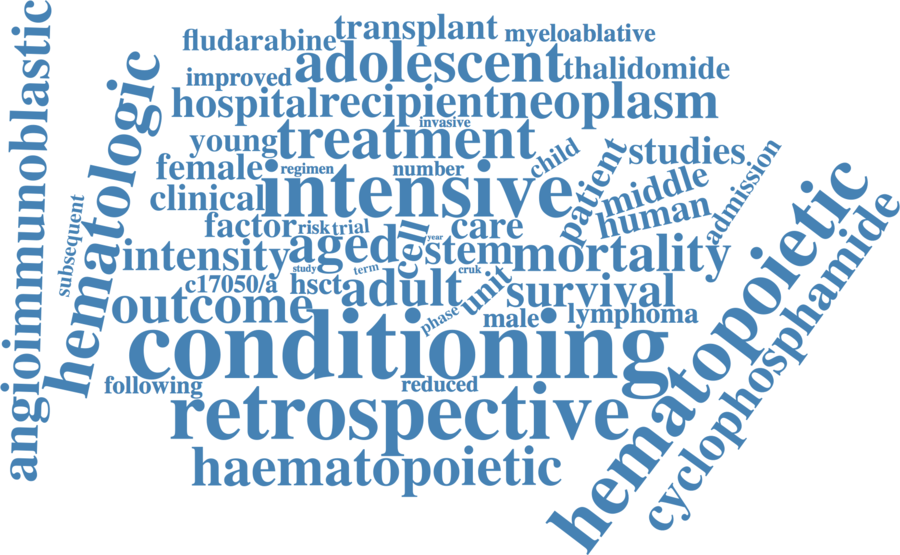 angioimmunoblastic
hematologic
subsequent
fludarabine transplant myeloablative
improved adolescent thalidomide
hospital recipient neoplasm
invasive
young treatment child
female regimen number patient studies
clinical intensive middle admission
factor risk trial cell care human
intensity aged year stem mortality
study term cruk
c17050/a hsct adult unit survival
outcome phase male lymphoma
conditioning
following reduced
retrospective
haematopoietic
hematopoietic
cyclophosphamide